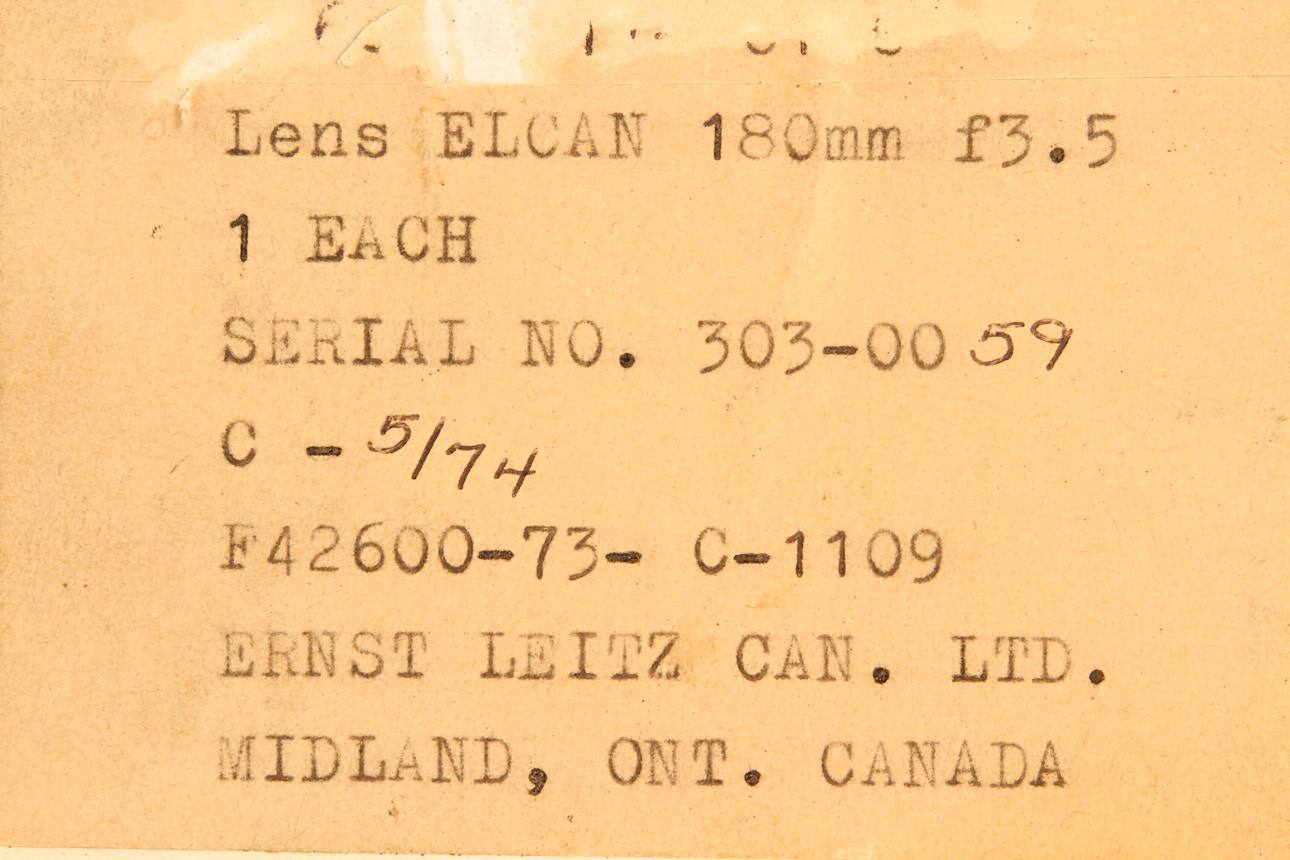 Lens ELCAN 180mm f3.5
1 EACH
SERIAL NO. 303-0059
C - 5/74
F42600-73- C-1109
ERNST LEITZ CAN. LTD.
MIDLAND, ONT. CANADA